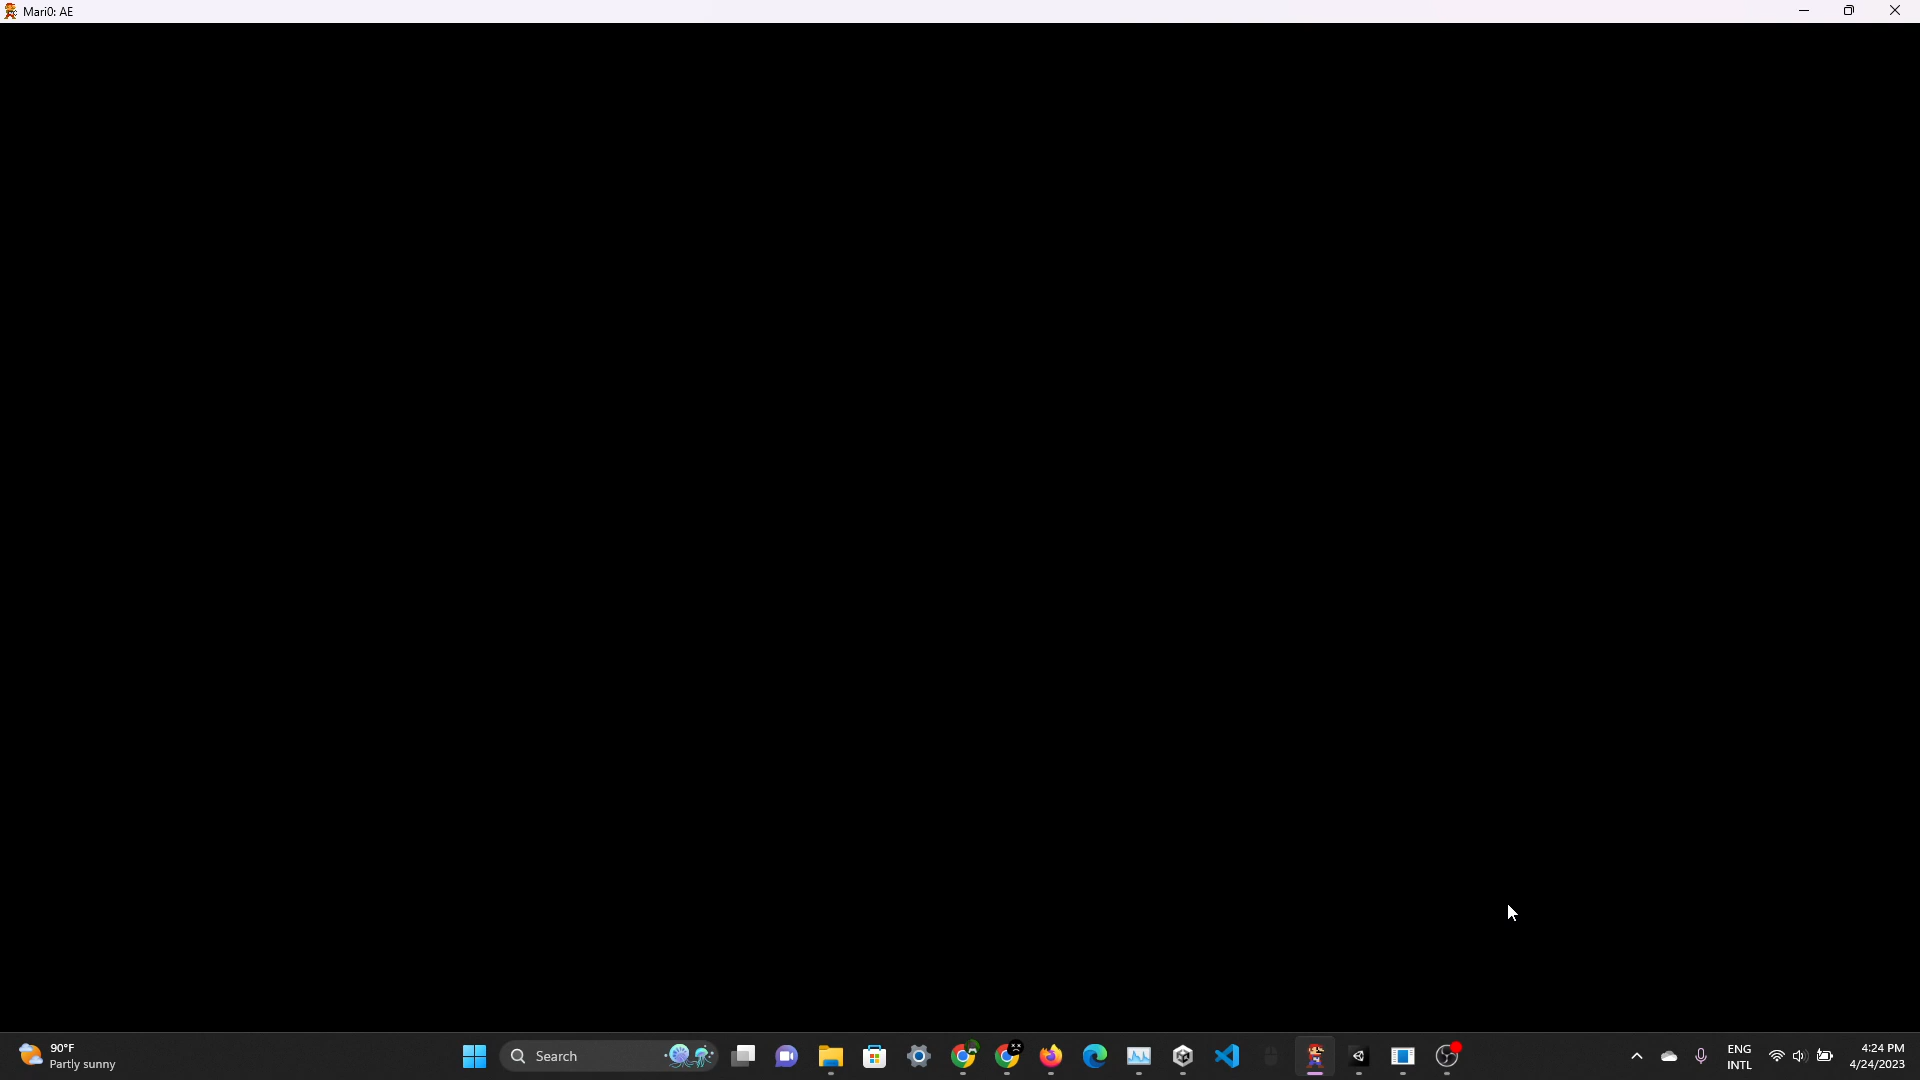 Mari0: AE
90°F
Partly sunny
Search
ENG
INTL
4:24 PM
4/24/2023